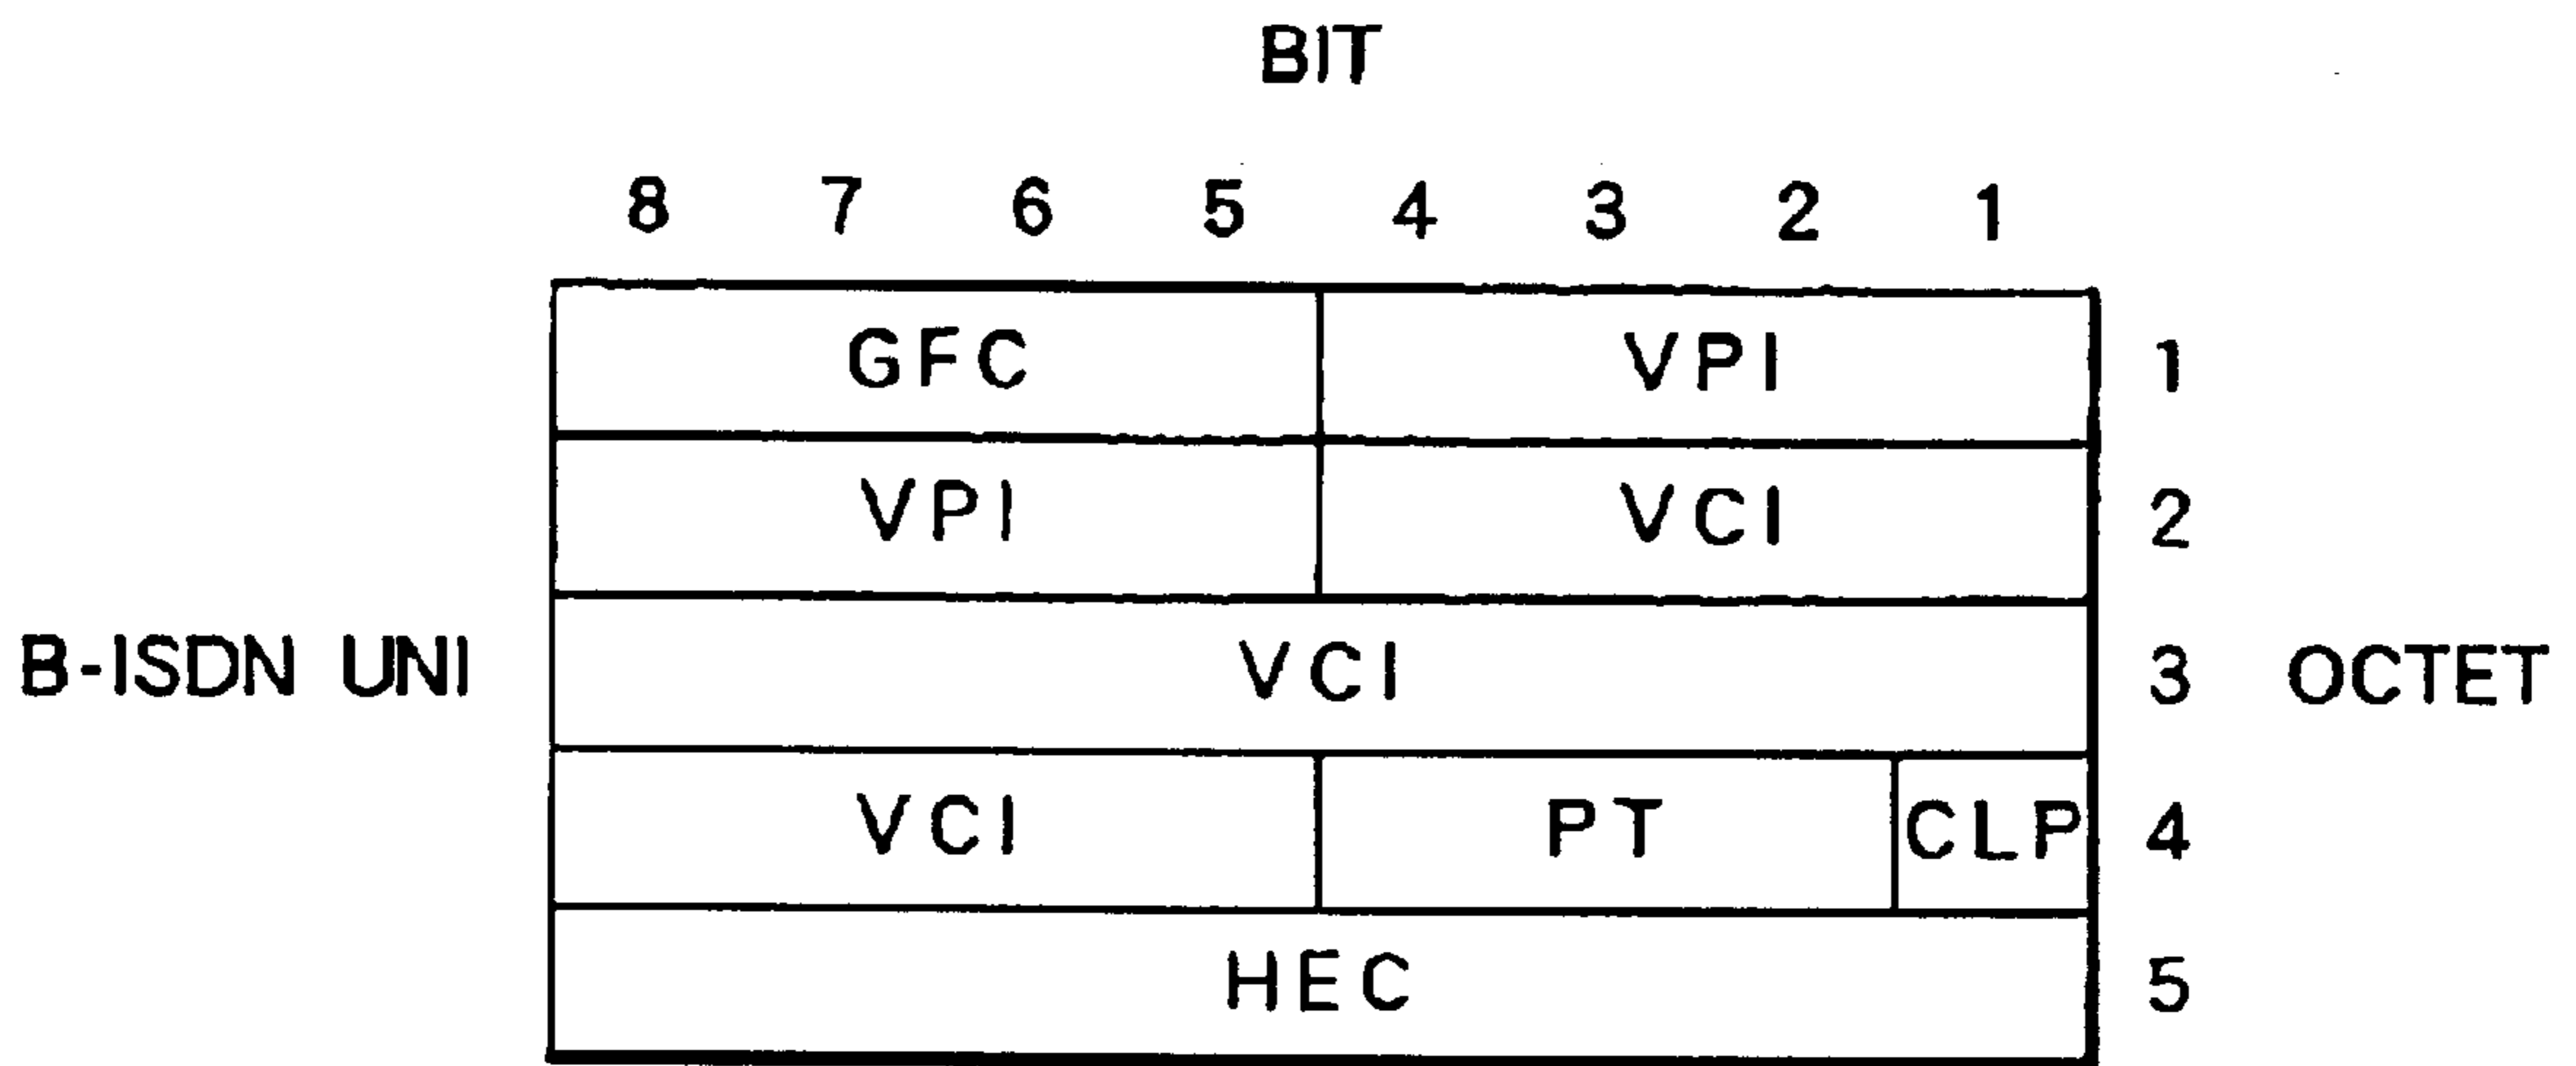 BIT
8 7 6 5 4 3 2 1
GFC VPI 1
VPI VCI 2
B-ISDN UNI VCI 3 OCTET
VCI PT CLP 4
HEC 5